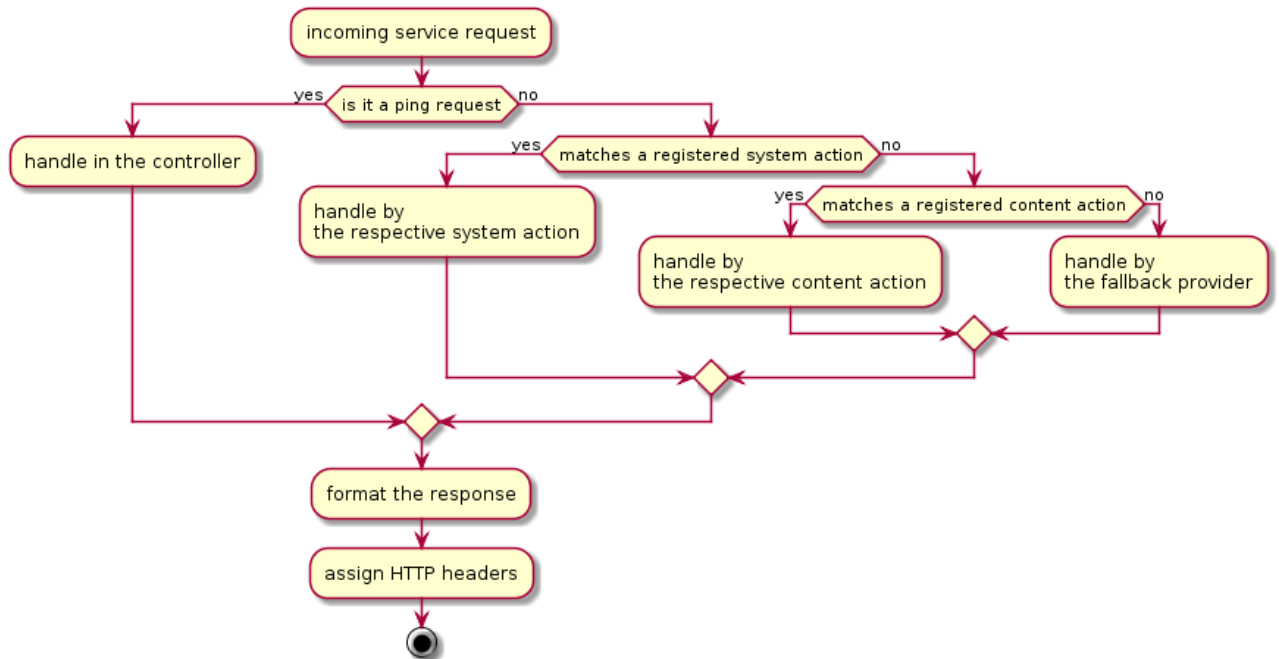 incoming service request
yes
is it a ping request
no
handle in the controller
yes
matches a registered system action
no
handle by
the respective system action
yes
matches a registered content action
no
handle by
the respective content action
handle by
the fallback provider
format the response
assign HTTP headers